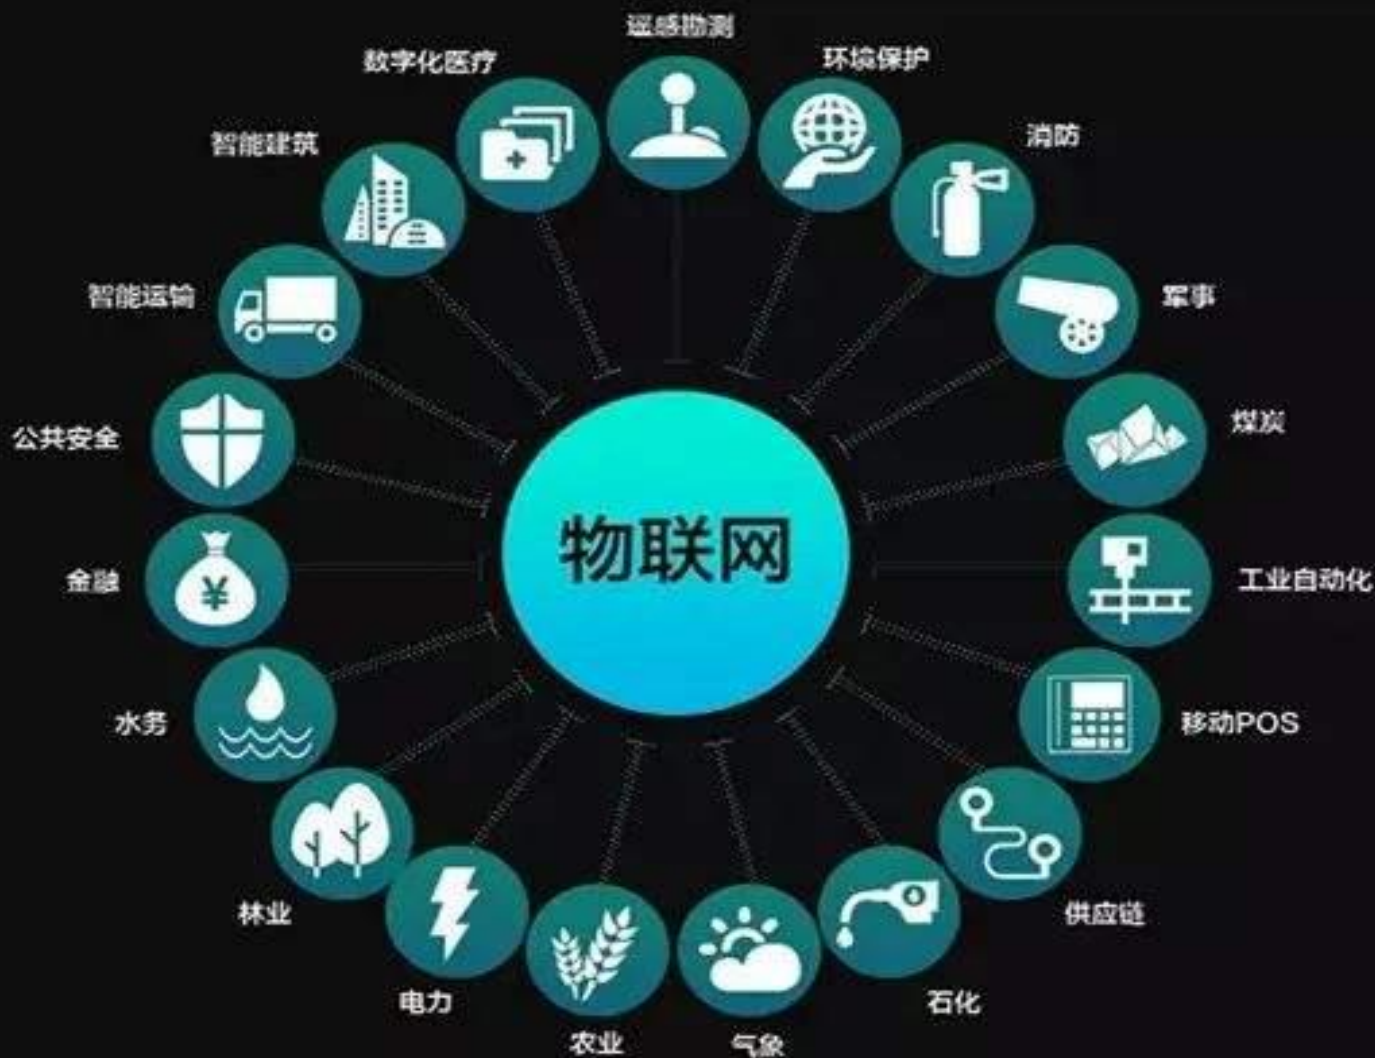 遥感勘测
环境保护
消防
军事
煤炭
工业自动化
移动POS
供应链
石化
气象
农业
电力
林业
水务
金融
¥
公共安全
智能运输
智能建筑
数字化医疗
物联网